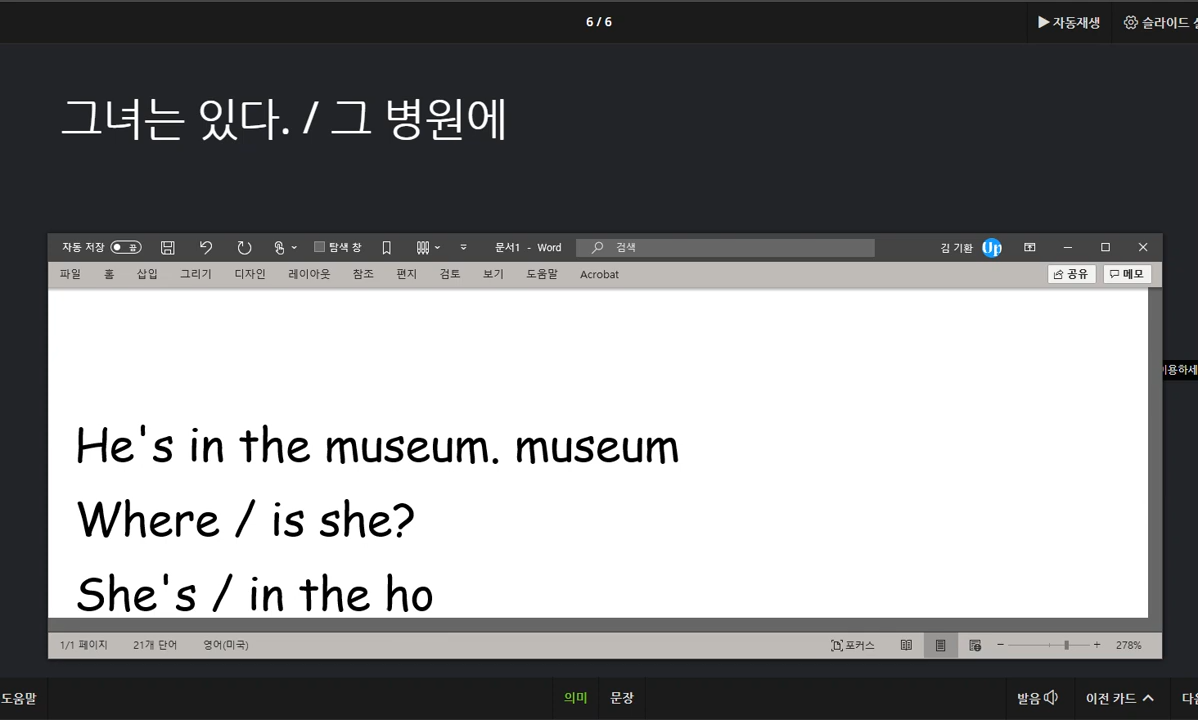 6 / 6
자동재생
슬라이드
그녀는 있다. / 그 병원에
자동 저장
탐색 창
문서1 - Word
검색
김 기환
Up
파일 홈 삽입 그리기 디자인 레이아웃 참조 편지 검토 보기 도움말 Acrobat
공유 메모
이용하세
He's in the museum. museum
Where / is she?
She's / in the ho
1/1 페이지 21개 단어 영어(미국)
포커스
278%
도움말
의미 문장
발음
이전 카드